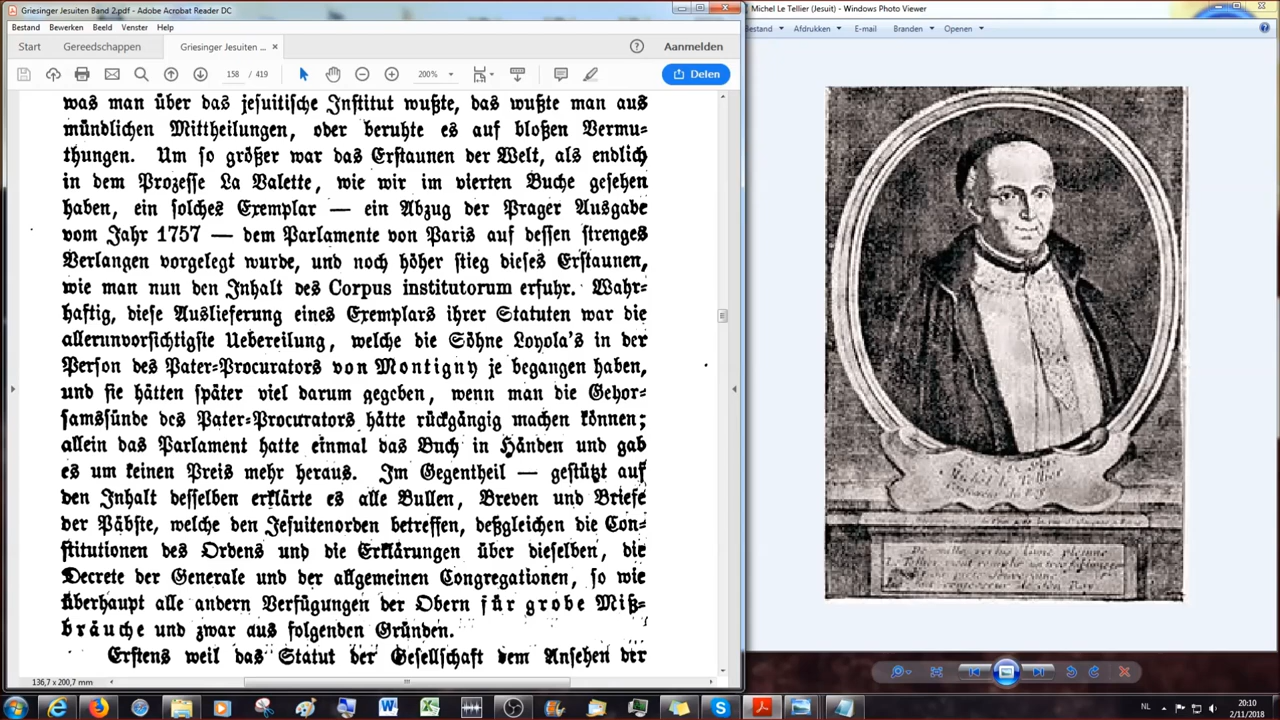 Griesinger Jesuiten Band 2.pdf - Adobe Acrobat Reader DC
Bestand Bewerken Beeld Venster Help
Start Gereedschappen Griesinger Jesuiten ... × Aanmelden
158 / 419 200% Delen
was man über das jesuitische Institut wußte, das wußte man aus
mündlichen Mittheilungen, oder beruhte es auf bloßen Vermu=
thungen. Um so größer war das Erstaunen der Welt, als endlich
in dem Prozesse La Valette, wie wir im vierten Buche gesehen
haben, ein solches Exemplar — ein Abzug der Prager Ausgabe
vom Jahr 1757 — dem Parlamente von Paris auf dessen strenges
Verlangen vorgelegt wurde, und noch höher stieg dieses Erstaunen,
wie man nun den Inhalt des Corpus institutorum erfuhr. Wahr=
haftig, diese Auslieferung eines Exemplars ihrer Statuten war die
allerunvorsichtigste Uebereilung, welche die Söhne Loyola's in der
Person des Pater=Procurators von Montigny je begangen haben,
und sie hätten später viel darum gegeben, wenn man die Gehor=
samssünde des Pater=Procurators hätte rückgängig machen können;
allein das Parlament hatte einmal das Buch in Händen und gab
es um keinen Preis mehr heraus. Im Gegentheil — gestützt auf
den Inhalt desselben erklärte es alle Bullen, Breven und Briefe
der Päbste, welche den Jesuitenorden betreffen, deßgleichen die Con=
stitutionen des Ordens und die Erklärungen über dieselben, die
Decrete der Generale und der allgemeinen Congregationen, so wie
überhaupt alle andern Verfügungen der Obern für grobe Miß=
bräuche und zwar aus folgenden Gründen.
Erstens weil das Statut der Gesellschaft dem Ansehen der
136,7 x 200,7 mm
Michel Le Tellier (Jesuit) - Windows Photo Viewer
Bestand Afdrukken E-mail Branden Openen
Michel le Tellier
NL 20:10
2/11/2018